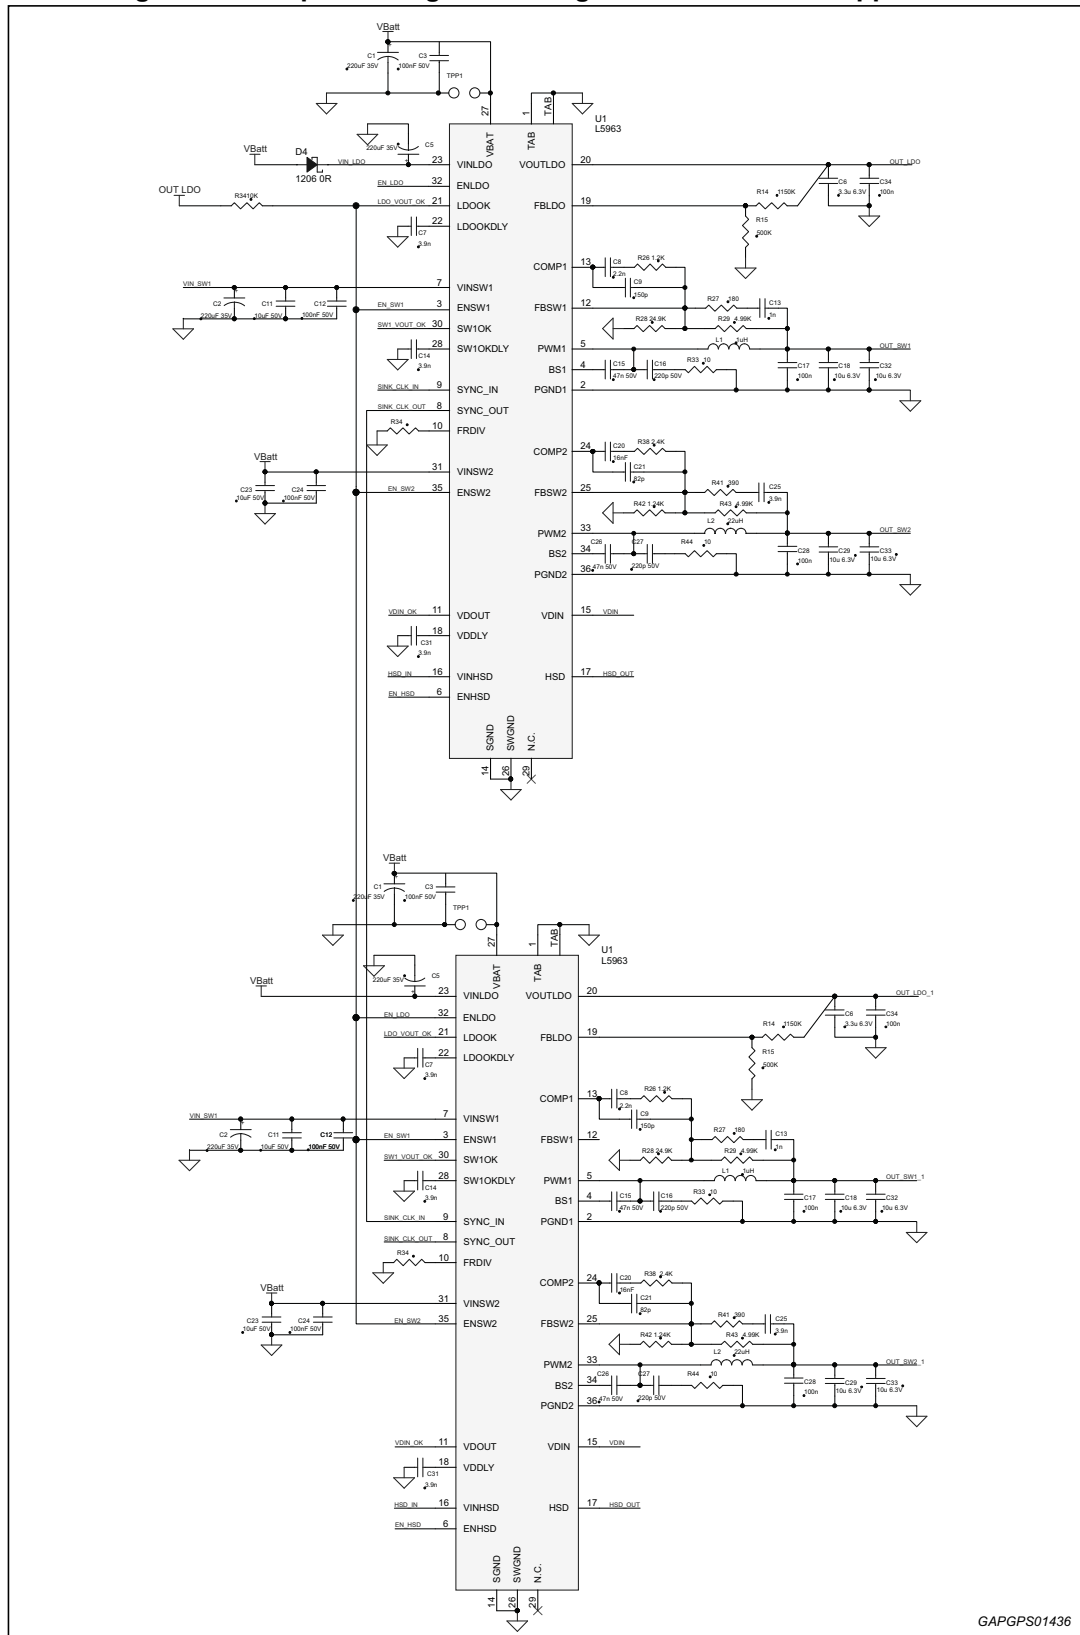 VBatt
C1
220uF 35V
C3
100nF 50V
TPP1
27
1
VBAT
TAB
TAB
U1
L5963
220uF 35V
C5
VBatt
D4
1206 0R
VIN_LDO
23 VINLDO
VOUTLDO 20
OUT_LDO
EN_LDO 32 ENLDO
OUT LDO
R3410K
LDO_VOUT_OK 21 LDOOK
FBLDO 19
R14 1150K
C6
3.3u 6.3V
C34
100n
R15
500K
22 LDOOKDLY
C7
3.9n
COMP1 13
C8
2.2n
R26 1.2K
C9
150p
VIN_SW1
7 VINSW1
C2
220uF 35V
C11
10uF 50V
C12
100nF 50V
EN_SW1 3 ENSW1
FBSW1 12
R27 180
C13
1n
SW1_VOUT_OK 30 SW1OK
R28 24.9K
R29 4.99K
28 SW1OKDLY
C14
3.9n
PWM1 5
L1 1uH
OUT_SW1
BS1 4
C15
47n 50V
C16
220p 50V
R33 10
C17
100n
C18
10u 6.3V
C32
10u 6.3V
SINK_CLK_IN 9 SYNC_IN
PGND1 2
SINK_CLK_OUT 8 SYNC_OUT
R34
10 FRDIV
COMP2 24
C20
16nF
R38 2.4K
C21
82p
VBatt
31 VINSW2
C23
10uF 50V
C24
100nF 50V
EN_SW2 35 ENSW2
FBSW2 25
R41 390
C25
3.9n
R42 1.24K
R43 4.99K
PWM2 33
L2 22uH
OUT_SW2
BS2 34
C26
47n 50V
C27
220p 50V
R44 10
C28
100n
C29
10u 6.3V
C33
10u 6.3V
PGND2 36
VDIN_OK 11 VDOUT
VDIN 15 VDIN
18 VDDLY
C31
3.9n
HSD_IN 16 VINHSD
HSD 17 HSD_OUT
EN_HSD 6 ENHSD
SGND
SWGND
N.C.
14
26
29
VBatt
C1
220uF 35V
C3
100nF 50V
TPP1
27
1
VBAT
TAB
TAB
U1
L5963
220uF 35V
C5
VBatt
23 VINLDO
VOUTLDO 20
OUT_LDO_1
EN_LDO 32 ENLDO
LDO_VOUT_OK 21 LDOOK
FBLDO 19
R14 1150K
C6
3.3u 6.3V
C34
100n
R15
500K
22 LDOOKDLY
C7
3.9n
COMP1 13
C8
2.2n
R26 1.2K
C9
150p
VIN_SW1
7 VINSW1
C2
220uF 35V
C11
10uF 50V
C12
100nF 50V
EN_SW1 3 ENSW1
FBSW1 12
R27 180
C13
1n
SW1_VOUT_OK 30 SW1OK
R28 24.9K
R29 4.99K
28 SW1OKDLY
C14
3.9n
PWM1 5
L1 1uH
OUT_SW1_1
BS1 4
C15
47n 50V
C16
220p 50V
R33 10
C17
100n
C18
10u 6.3V
C32
10u 6.3V
SINK_CLK_IN 9 SYNC_IN
PGND1 2
SINK_CLK_OUT 8 SYNC_OUT
R34
10 FRDIV
COMP2 24
C20
16nF
R38 2.4K
C21
82p
VBatt
31 VINSW2
C23
10uF 50V
C24
100nF 50V
EN_SW2 35 ENSW2
FBSW2 25
R41 390
C25
3.9n
R42 1.24K
R43 4.99K
PWM2 33
L2 22uH
OUT_SW2_1
BS2 34
C26
47n 50V
C27
220p 50V
R44 10
C28
100n
C29
10u 6.3V
C33
10u 6.3V
PGND2 36
VDIN_OK 11 VDOUT
VDIN 15 VDIN
18 VDDLY
C31
3.9n
HSD_IN 16 VINHSD
HSD 17 HSD_OUT
EN_HSD 6 ENHSD
SGND
SWGND
N.C.
14
26
29
GAPGPS01436